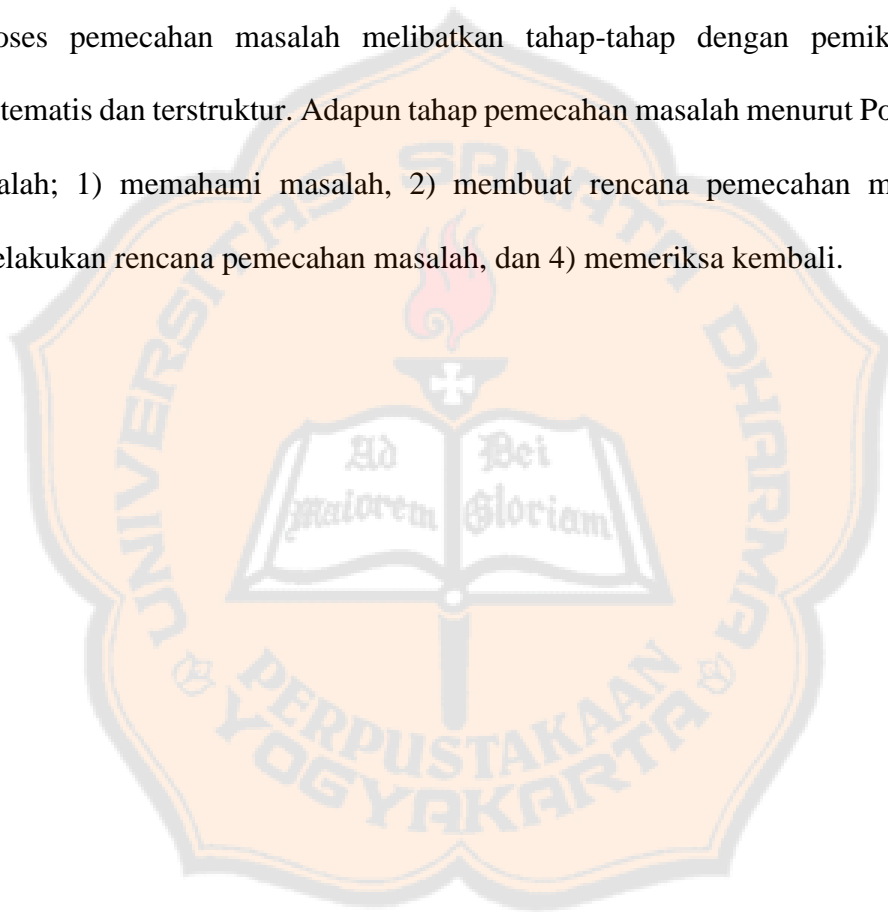 oses pemecahan masalah melibatkan tahap-tahap dengan pemik
tematis dan terstruktur. Adapun tahap pemecahan masalah menurut Po
alah; 1) memahami masalah, 2) membuat rencana pemecahan m
elakukan rencana pemecahan masalah, dan 4) memeriksa kembali.
UNIVERSITAS SANATA DHARMA
Ad Dei
Maiorem Gloriam
PERPUSTAKAAN
YOGYAKARTA